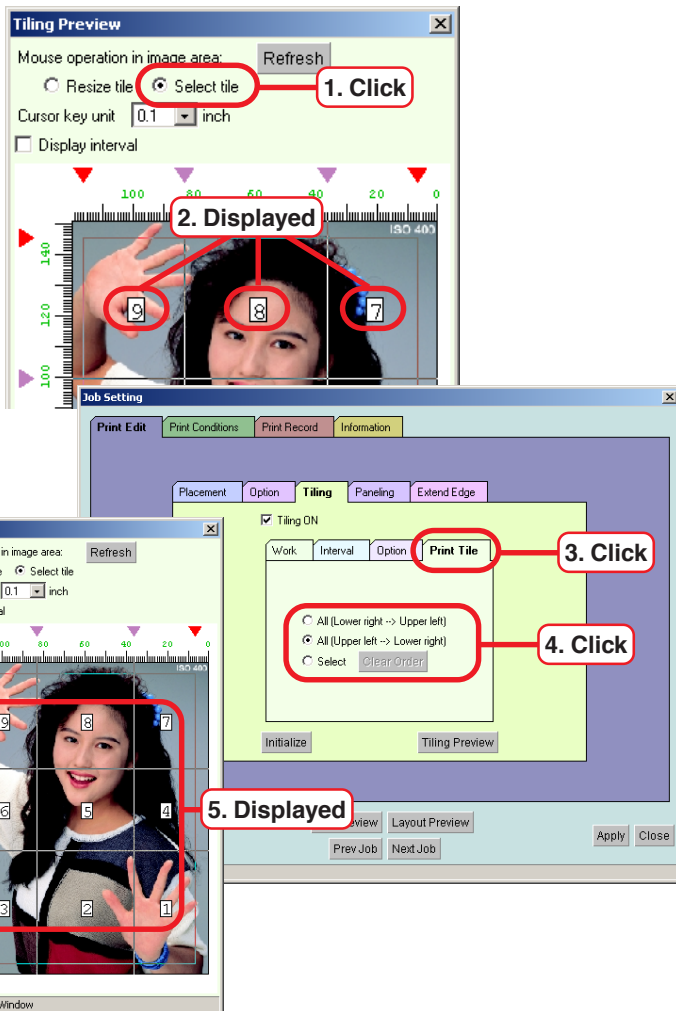 Tiling Preview
Mouse operation in image area: Refresh
Resize tile Select tile
1. Click
Cursor key unit 0.1 inch
Display interval
100 80 60 40 20 0
2. Displayed
ISO 400
140
120
100
9 8 7
Job Setting
Print Edit Print Conditions Print Record Information
Placement Option Tiling Paneling Extend Edge
Tiling ON
Work Interval Option Print Tile
3. Click
All (Lower right --> Upper left)
All (Upper left --> Lower right)
Select Clear Order
4. Click
Initialize Tiling Preview
Layout Preview
Prev Job Next Job
Apply Close
in image area: Refresh
Select tile
0.1 inch
80 60 40 20 0
ISO 400
9 8 7
6 5 4
5. Displayed
3 2 1
Window